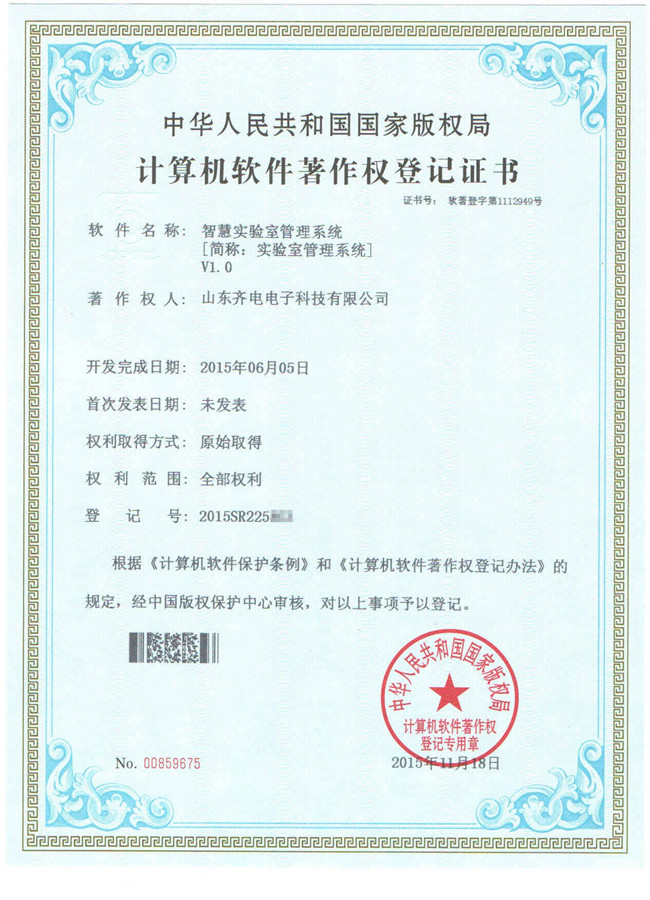 中华人民共和国国家版权局
计算机软件著作权登记证书
证书号： 软著登字第1112949号
软件名称： 智慧实验室管理系统
[简称：实验室管理系统]
V1.0
著作权人： 山东齐电电子科技有限公司
开发完成日期： 2015年06月05日
首次发表日期： 未发表
权利取得方式： 原始取得
权利范围： 全部权利
登记号： 2015SR225
根据《计算机软件保护条例》和《计算机软件著作权登记办法》的
规定，经中国版权保护中心审核，对以上事项予以登记。
中华人民共和国国家版权局
计算机软件著作权
登记专用章
No. 00859675
2015年11月18日